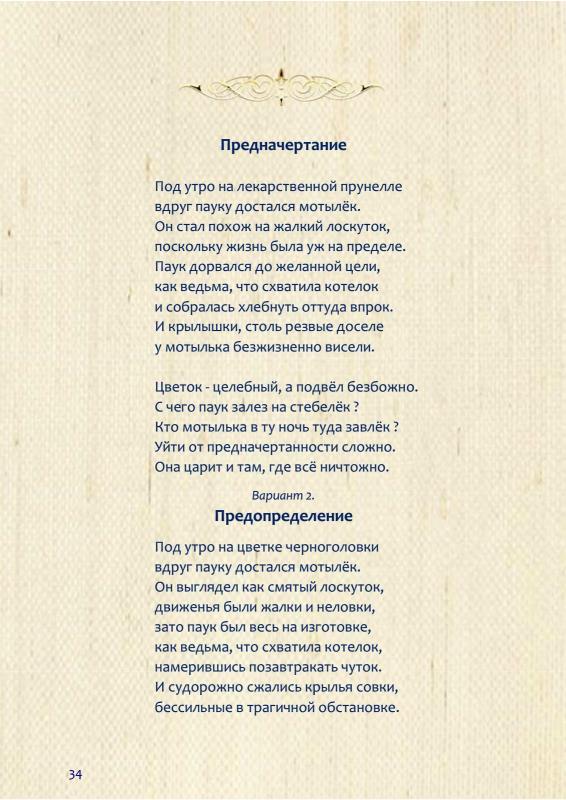 Предначертание
Под утро на лекарственной прунелле
вдруг пауку достался мотылёк.
Он стал похож на жалкий лоскуток,
поскольку жизнь была уж на пределе.
Паук дорвался до желанной цели,
как ведьма, что схватила котелок
и собралась хлебнуть оттуда впрок.
И крылышки, столь резвые доселе
у мотылька безжизненно висели.
Цветок - целебный, а подвёл безбожно.
С чего паук залез на стебелёк ?
Кто мотылька в ту ночь туда завлёк ?
Уйти от предначертанности сложно.
Она царит и там, где всё ничтожно.
Вариант 2.
Предопределение
Под утро на цветке черноголовки
вдруг пауку достался мотылёк.
Он выглядел как смятый лоскуток,
движенья были жалки и неловки,
зато паук был весь на изготовке,
как ведьма, что схватила котелок,
намерившись позавтракать чуток.
И судорожно сжались крылья совки,
бессильные в трагичной обстановке.
34